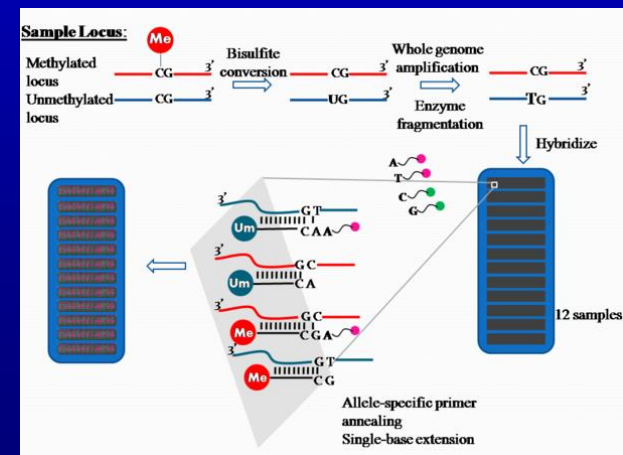 Sample Locus:
Me
Methylated locus
CG 3'
Unmethylated locus
CG 3'
Bisulfite conversion
CG 3'
UG 3'
Whole genome amplification
Enzyme fragmentation
CG 3'
TG 3'
Hybridize
A
T
C
G
12 samples
3'
GT
Um CAA
3'
GC
Um CA
3'
GC
Me CGA
3'
GT
Me CG
Allele-specific primer
annealing
Single-base extension